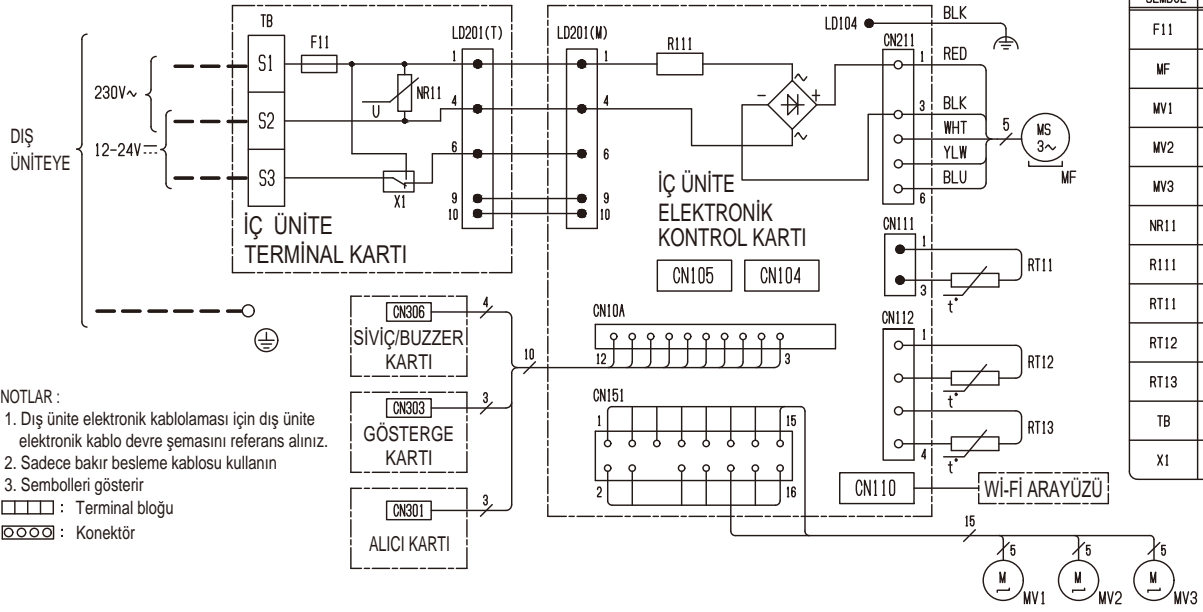 DIŞ
ÜNİTEYE
230V~
12-24V⎓
TB
S1
S2
S3
F11
NR11
U
X1
LD201(T)
1
4
6
9
10
İÇ ÜNİTE
TERMİNAL KARTI
LD201(M)
1
4
6
9
10
R111
LD104
BLK
~
-
+
~
İÇ ÜNİTE
ELEKTRONİK
KONTROL KARTI
CN105
CN104
CN211
1
3
6
RED
BLK
WHT
YLW
BLU
5
MS
3~
MF
CN111
1
3
RT11
t°
CN112
1
4
RT12
t°
RT13
t°
CN110
Wİ-Fİ ARAYÜZÜ
CN10A
12
3
CN151
1
15
2
16
CN306
SİVİÇ/BUZZER
KARTI
4
CN303
GÖSTERGE
KARTI
3
CN301
ALICI KARTI
3
10
15
5
M
MV1
5
M
MV2
5
M
MV3
NOTLAR :
1. Dış ünite elektronik kablolaması için dış ünite
elektronik kablo devre şemasını referans alınız.
2. Sadece bakır besleme kablosu kullanın
3. Sembolleri gösterir
: Terminal bloğu
: Konektör
F11
MF
MV1
MV2
MV3
NR11
R111
RT11
RT12
RT13
TB
X1